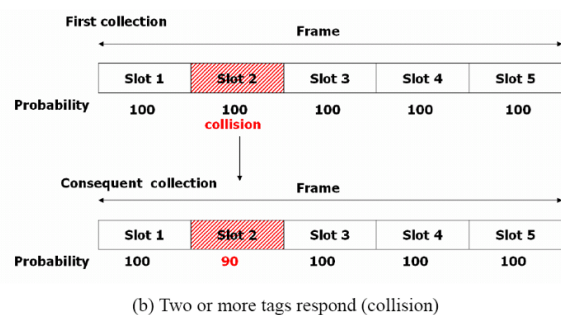 First collection
Frame
Slot 1 Slot 2 Slot 3 Slot 4 Slot 5
Probability 100 100 100 100 100
collision
Consequent collection
Frame
Slot 1 Slot 2 Slot 3 Slot 4 Slot 5
Probability 100 90 100 100 100
(b) Two or more tags respond (collision)